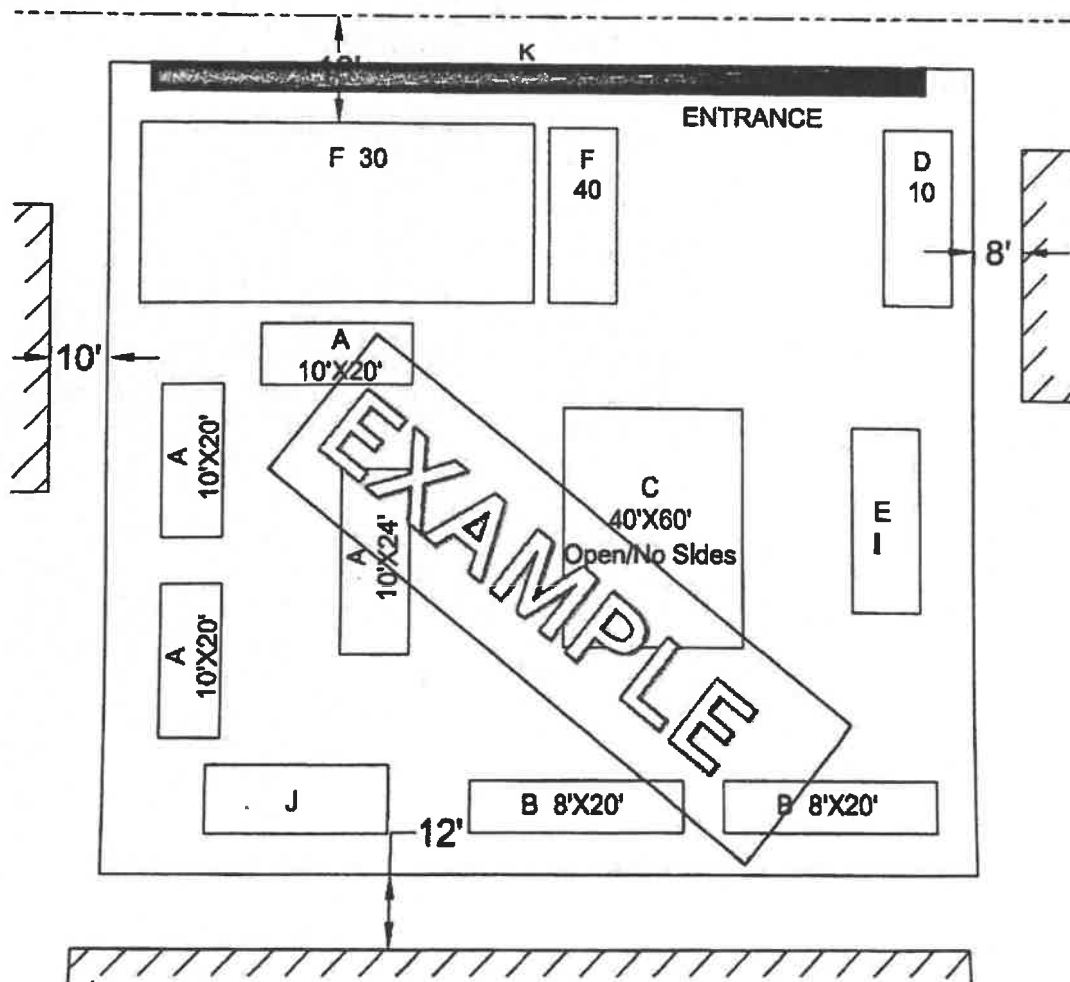 K
ENTRANCE
F 30
F
40
D
10
8'
10'
A
10'X20'
A
10'X20'
A
10'X24'
C
40'X60'
Open/No Sides
E
I
A
10'X20'
EXAMPLE
J
B 8'X20'
B 8'X20'
12'